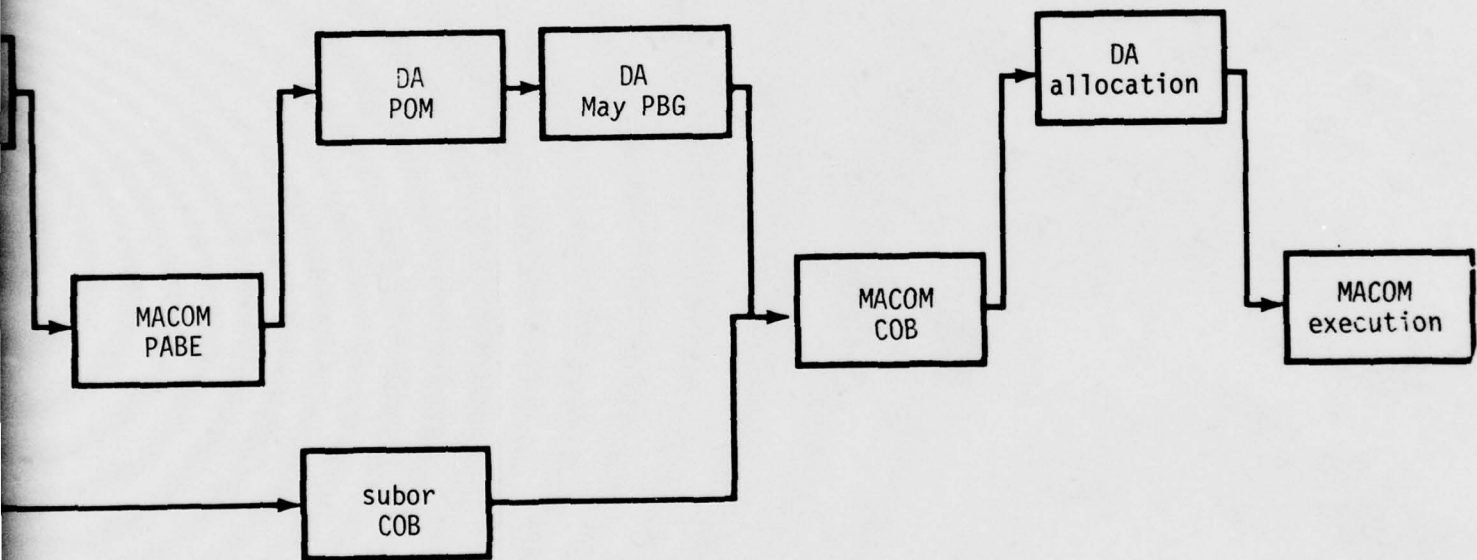 DA
POM
DA
May PBG
DA
allocation
MACOM
PABE
MACOM
COB
MACOM
execution
subor
COB